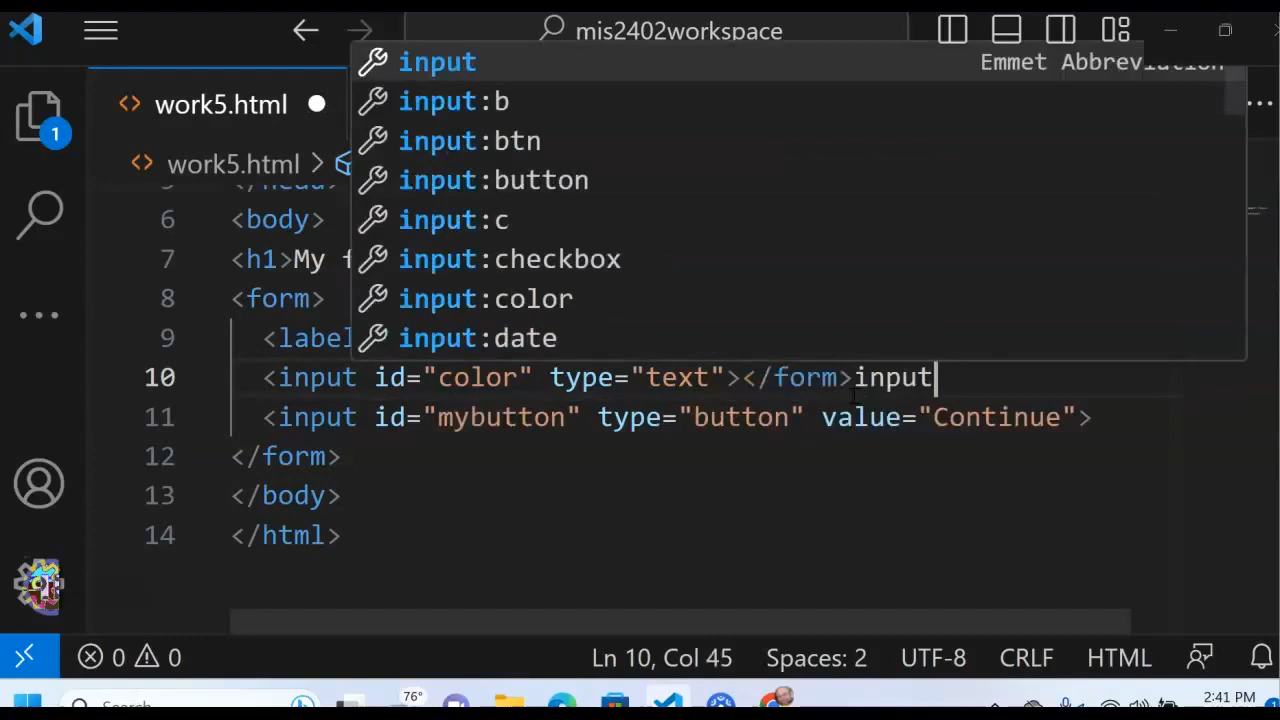 mis2402workspace
input Emmet Abbreviation
input:b
input:btn
input:button
input:c
input:checkbox
input:color
input:date
1
work5.html
work5.html >
</head>
6 <body>
7 <h1>My f
8 <form>
9 <label
10 <input id="color" type="text"></form>input
11 <input id="mybutton" type="button" value="Continue">
12 </form>
13 </body>
14 </html>
0 0 Ln 10, Col 45 Spaces: 2 UTF-8 CRLF HTML
Search 76° 2:41 PM